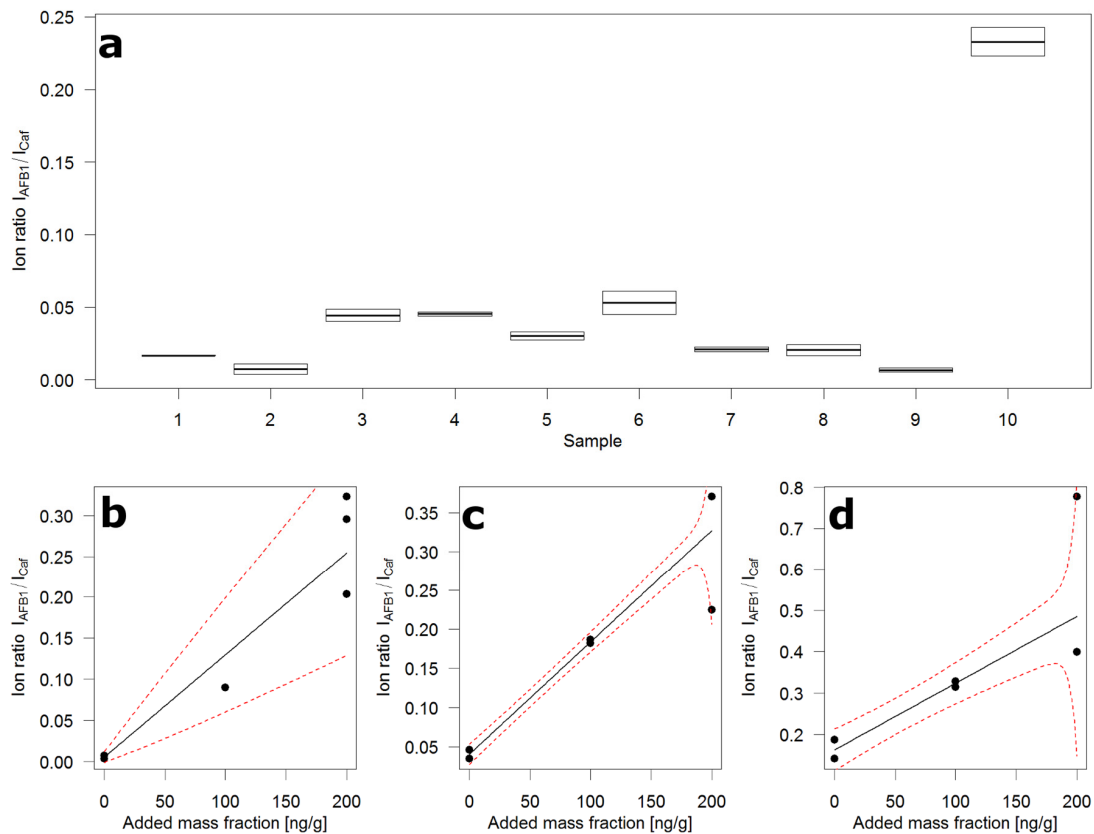 a
Ion ratio I_AFB1 / I_Caf
0.25
0.20
0.15
0.10
0.05
0.00
1 2 3 4 5 6 7 8 9 10
Sample
b
Ion ratio I_AFB1 / I_Caf
0.30
0.25
0.20
0.15
0.10
0.05
0.00
0 50 100 150 200
Added mass fraction [ng/g]
c
Ion ratio I_AFB1 / I_Caf
0.35
0.30
0.25
0.20
0.15
0.10
0.05
0 50 100 150 200
Added mass fraction [ng/g]
d
Ion ratio I_AFB1 / I_Caf
0.8
0.7
0.6
0.5
0.4
0.3
0.2
0 50 100 150 200
Added mass fraction [ng/g]